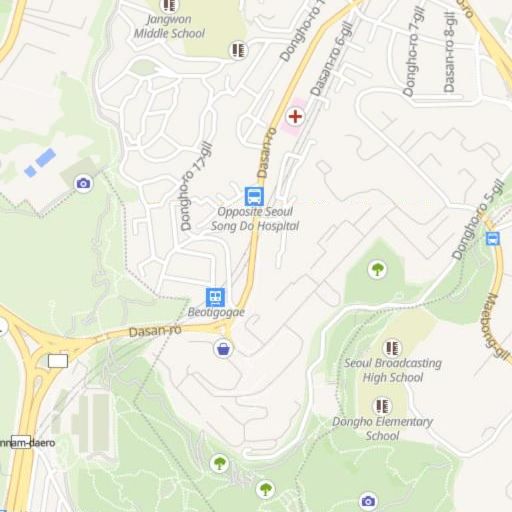 Jangwon
Middle School
Dongho-ro 1
Dasan-ro 6-gil
Dongho-ro 7-gil
Dasan-ro 8-gil
-ro
Dasan-ro
Dongho-ro 17-gil
Opposite Seoul
Song Do Hospital
Dongho-ro 5-gil
Maebong-gil
Beotigogae
Dasan-ro
Seoul Broadcasting
High School
Dongho Elementary
School
nnam-daero